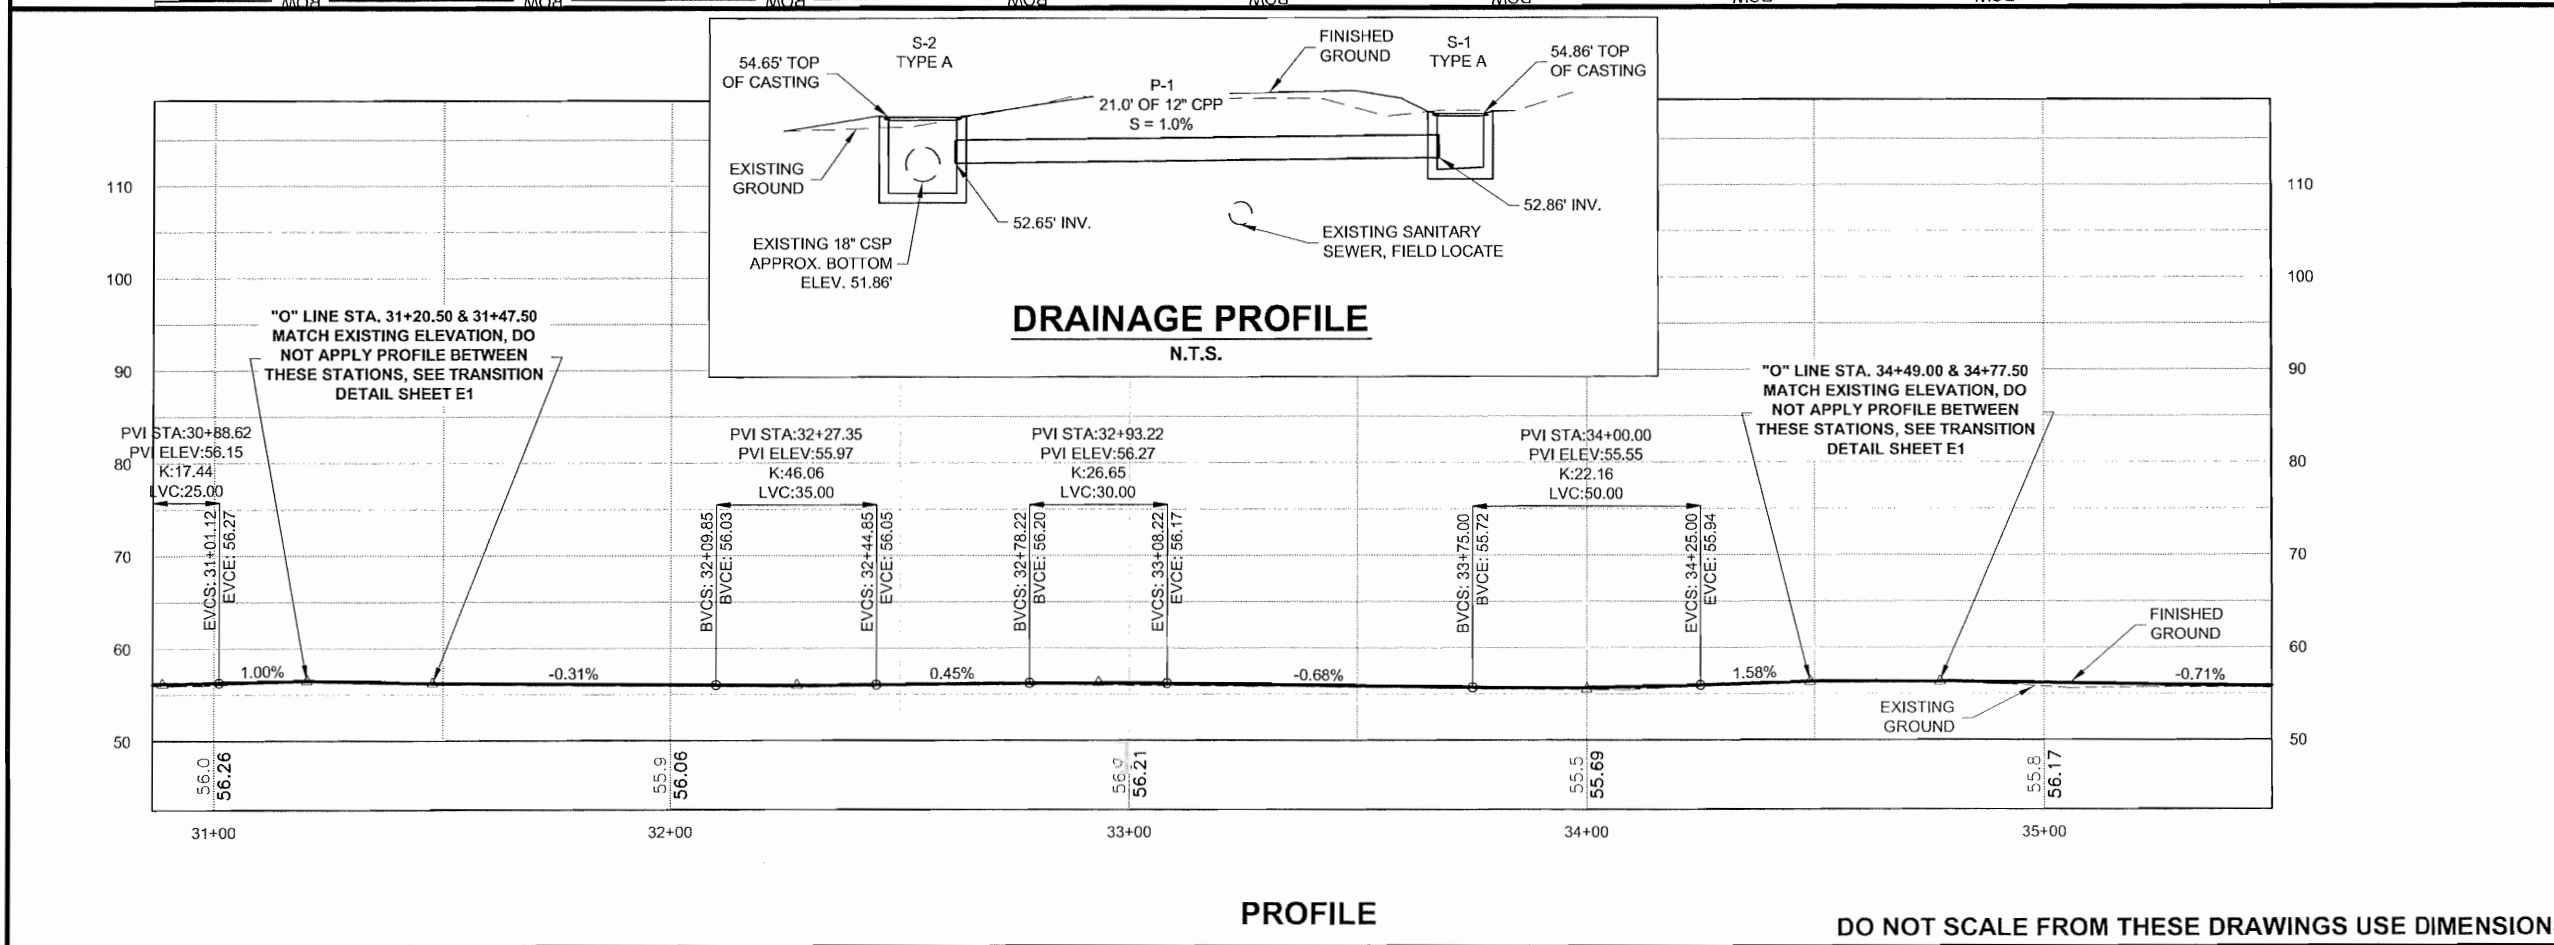 ROW ROW ROW ROW ROW ROW ROW ROW
S-2
TYPE A
54.65' TOP
OF CASTING
P-1
21.0' OF 12" CPP
S = 1.0%
FINISHED
GROUND
S-1
TYPE A
54.86' TOP
OF CASTING
EXISTING
GROUND
52.65' INV.
52.86' INV.
EXISTING 18" CSP
APPROX. BOTTOM
ELEV. 51.86'
EXISTING SANITARY
SEWER, FIELD LOCATE
DRAINAGE PROFILE
N.T.S.
110
100
90
80
70
60
50
110
100
90
80
70
60
50
"O" LINE STA. 31+20.50 & 31+47.50
MATCH EXISTING ELEVATION, DO
NOT APPLY PROFILE BETWEEN
THESE STATIONS, SEE TRANSITION
DETAIL SHEET E1
"O" LINE STA. 34+49.00 & 34+77.50
MATCH EXISTING ELEVATION, DO
NOT APPLY PROFILE BETWEEN
THESE STATIONS, SEE TRANSITION
DETAIL SHEET E1
PVI STA:30+88.62
PVI ELEV:56.15
K:17.44
LVC:25.00
PVI STA:32+27.35
PVI ELEV:55.97
K:46.06
LVC:35.00
PVI STA:32+93.22
PVI ELEV:56.27
K:26.65
LVC:30.00
PVI STA:34+00.00
PVI ELEV:55.55
K:22.16
LVC:50.00
EVCS: 31+01.12
EVCE: 56.27
BVCS: 32+09.85
BVCE: 56.03
EVCS: 32+44.85
EVCE: 56.05
BVCS: 32+78.22
BVCE: 56.20
EVCS: 33+08.22
EVCE: 56.17
BVCS: 33+75.00
BVCE: 55.72
EVCS: 34+25.00
EVCE: 55.94
1.00%
-0.31%
0.45%
-0.68%
1.58%
-0.71%
FINISHED
GROUND
EXISTING
GROUND
56.0
56.26
55.9
56.06
56.21
55.5
55.69
55.8
56.17
31+00
32+00
33+00
34+00
35+00
PROFILE
DO NOT SCALE FROM THESE DRAWINGS USE DIMENSION